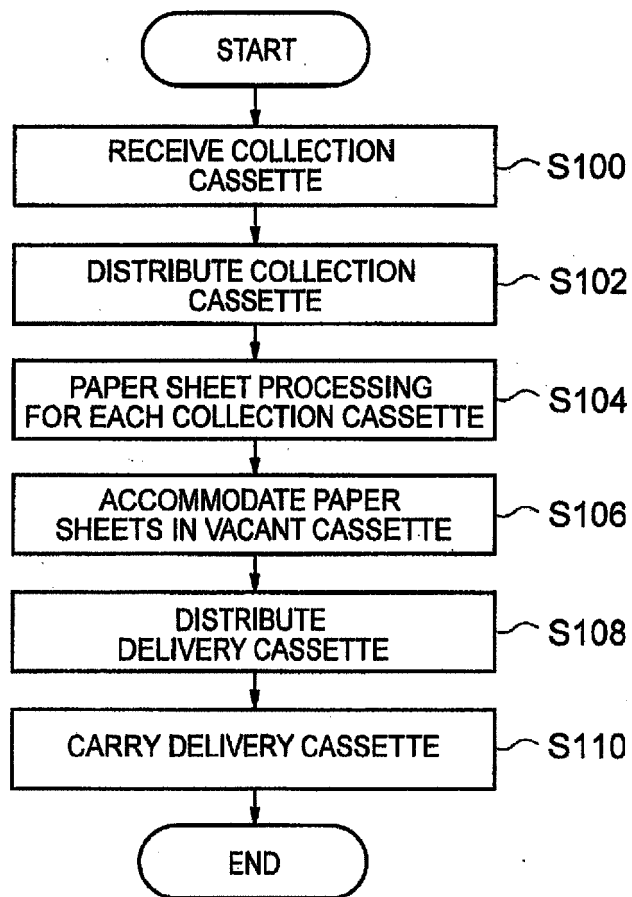 START
RECEIVE COLLECTION
CASSETTE
S100
DISTRIBUTE COLLECTION
CASSETTE
S102
PAPER SHEET PROCESSING
FOR EACH COLLECTION CASSETTE
S104
ACCOMMODATE PAPER
SHEETS IN VACANT CASSETTE
S106
DISTRIBUTE
DELIVERY CASSETTE
S108
CARRY DELIVERY CASSETTE
S110
END